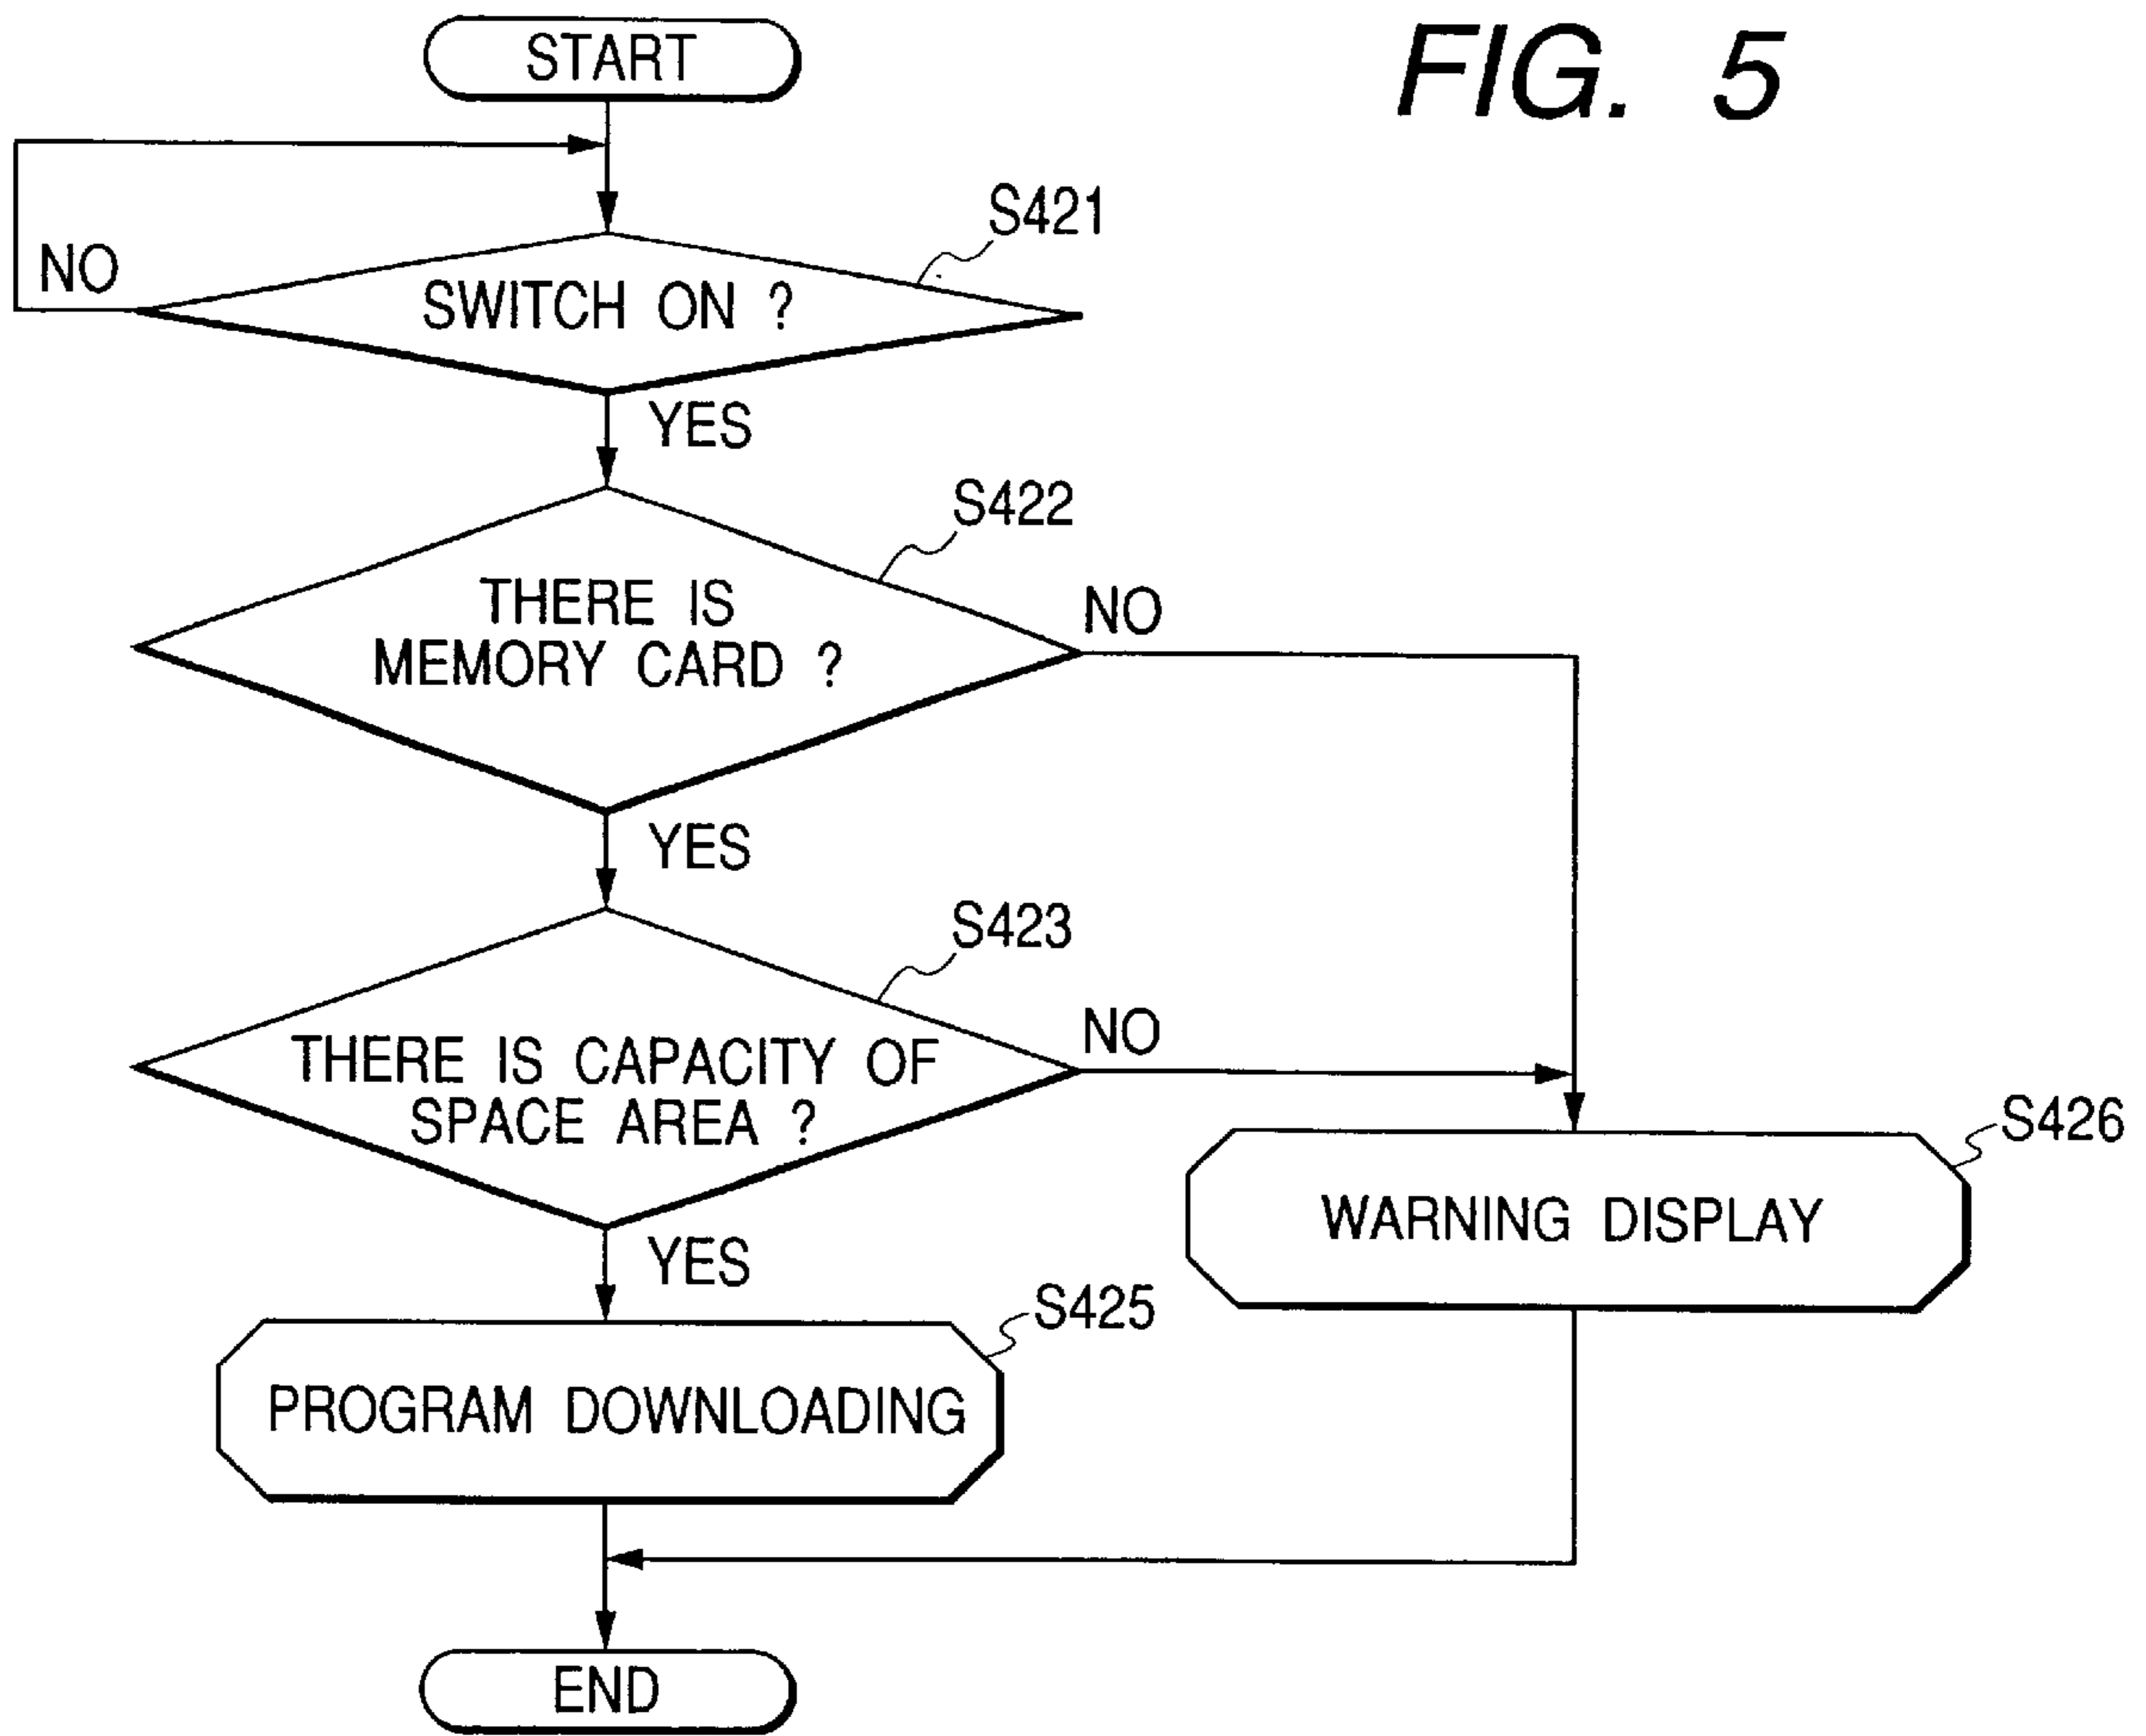 FIG. 5
START
S421
NO
SWITCH ON ?
YES
S422
THERE IS
MEMORY CARD ?
NO
YES
S423
THERE IS CAPACITY OF
SPACE AREA ?
NO
S426
WARNING DISPLAY
YES
S425
PROGRAM DOWNLOADING
END